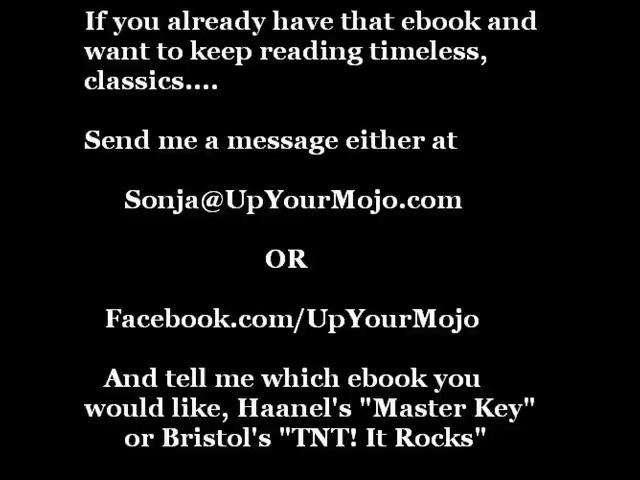 If you already have that ebook and
want to keep reading timeless,
classics....
Send me a message either at
Sonja@UpYourMojo.com
OR
Facebook.com/UpYourMojo
And tell me which ebook you
would like, Haanel's "Master Key"
or Bristol's "TNT! It Rocks"